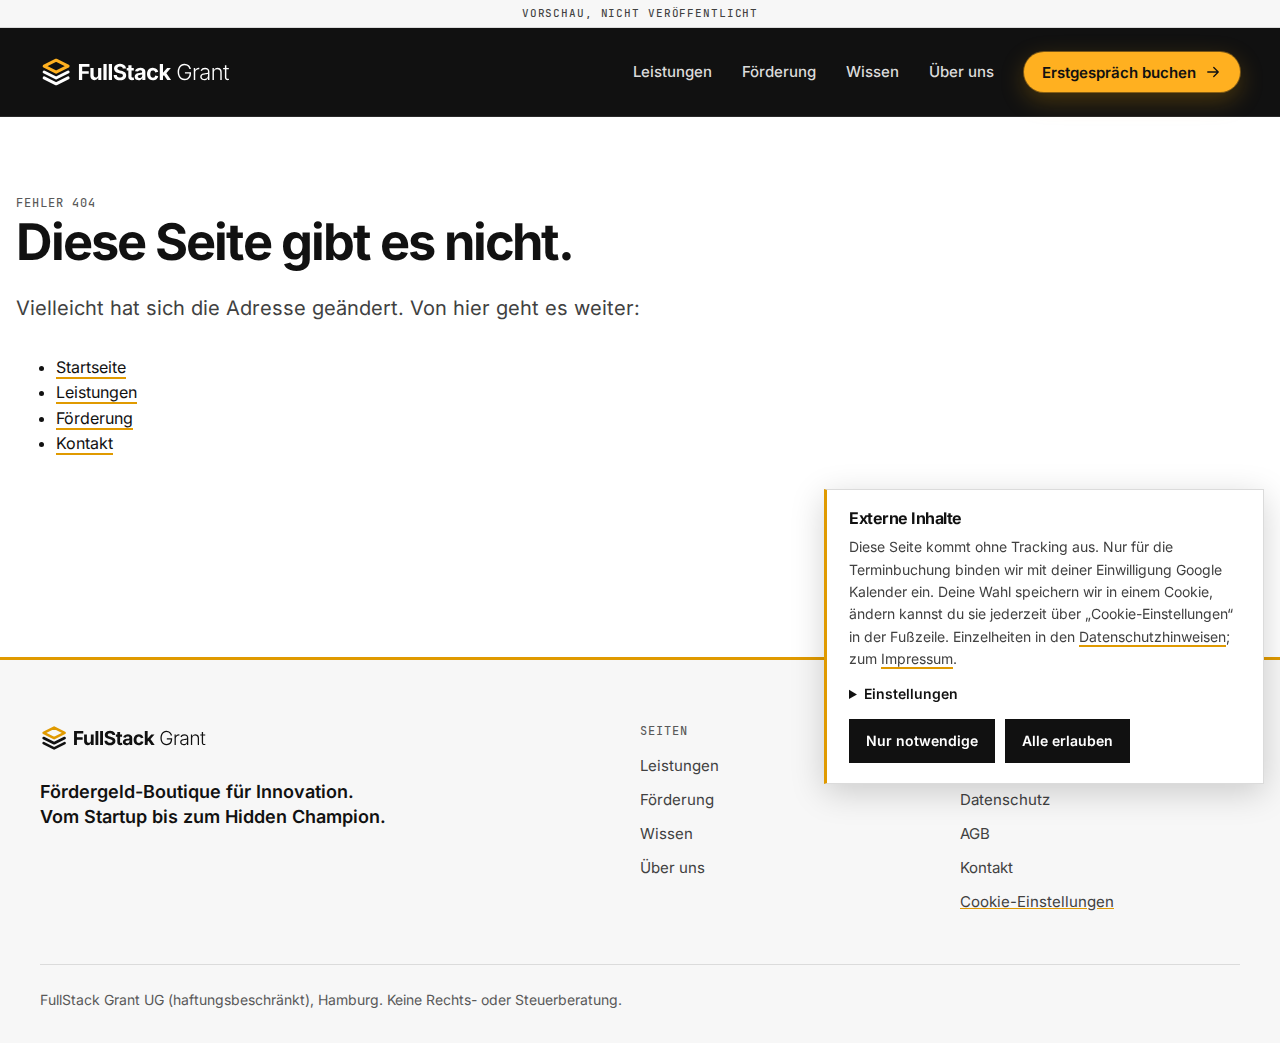 VORSCHAU, NICHT VERÖFFENTLICHT
FullStack Grant
Leistungen
Förderung
Wissen
Über uns
Erstgespräch buchen →
FEHLER 404
Diese Seite gibt es nicht.
Vielleicht hat sich die Adresse geändert. Von hier geht es weiter:
Startseite
Leistungen
Förderung
Kontakt
Externe Inhalte
Diese Seite kommt ohne Tracking aus. Nur für die
Terminbuchung binden wir mit deiner Einwilligung Google
Kalender ein. Deine Wahl speichern wir in einem Cookie,
ändern kannst du sie jederzeit über „Cookie-Einstellungen“
in der Fußzeile. Einzelheiten in den Datenschutzhinweisen;
zum Impressum.
Einstellungen
Nur notwendige
Alle erlauben
FullStack Grant
Fördergeld-Boutique für Innovation.
Vom Startup bis zum Hidden Champion.
SEITEN
Leistungen
Förderung
Wissen
Über uns
Datenschutz
AGB
Kontakt
Cookie-Einstellungen
FullStack Grant UG (haftungsbeschränkt), Hamburg. Keine Rechts- oder Steuerberatung.